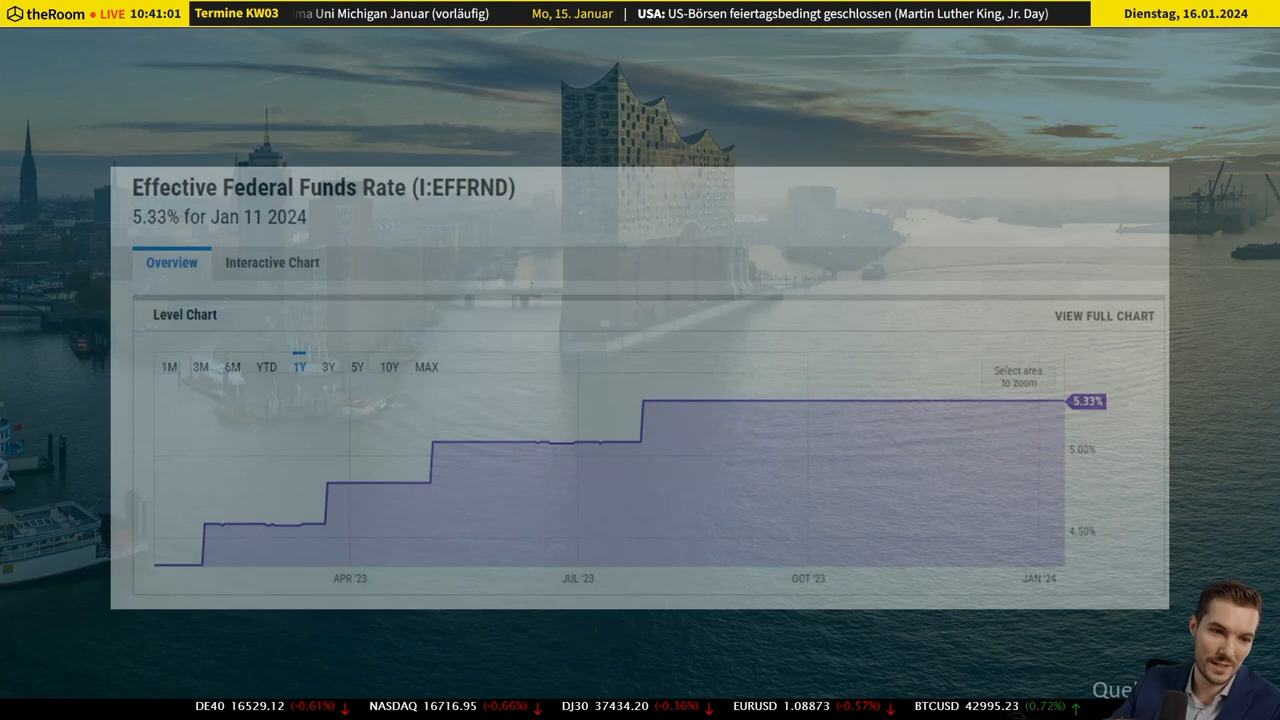 theRoom • LIVE 10:41:01
Termine KW03
ma Uni Michigan Januar (vorläufig) Mo, 15. Januar | USA: US-Börsen feiertagsbedingt geschlossen (Martin Luther King, Jr. Day)
Dienstag, 16.01.2024
Effective Federal Funds Rate (I:EFFRND)
5.33% for Jan 11 2024
Overview Interactive Chart
Level Chart VIEW FULL CHART
1M 3M 6M YTD 1Y 3Y 5Y 10Y MAX
Select area
to zoom
5.33%
5.00%
4.50%
APR '23 JUL '23 OCT '23 JAN '24
Que
DE40 16529.12 (-0.61%) ↓ NASDAQ 16716.95 (-0.66%) ↓ DJ30 37434.20 (-0.36%) ↓ EURUSD 1.08873 (-0.57%) ↓ BTCUSD 42995.23 (0.72%) ↑